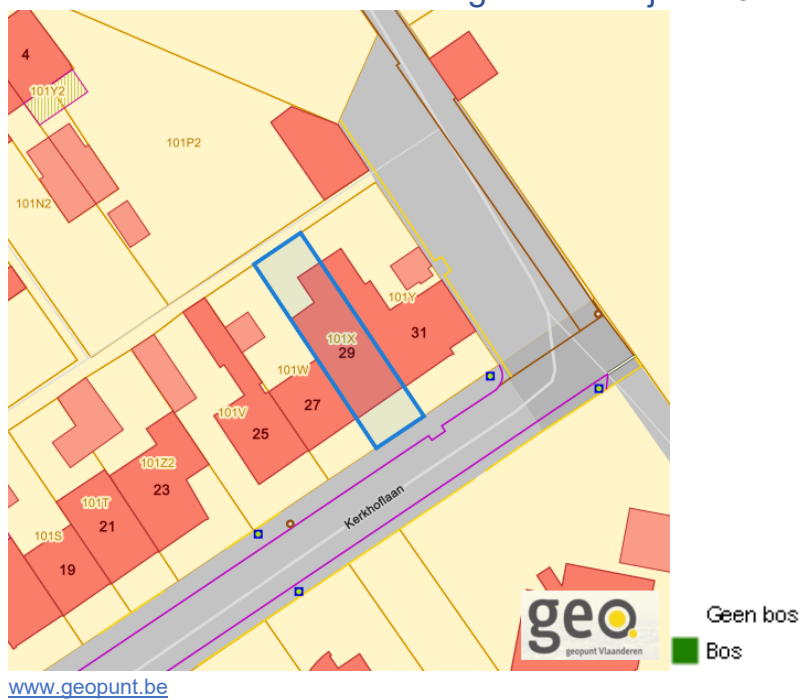 4
101Y2
101P2
101N2
101Y
31
101X
29
101W
27
101V
25
101Z2
23
101T
21
101S
19
Kerkhoflaan
geo.
geopunt Vlaanderen
Geen bos
Bos
www.geopunt.be